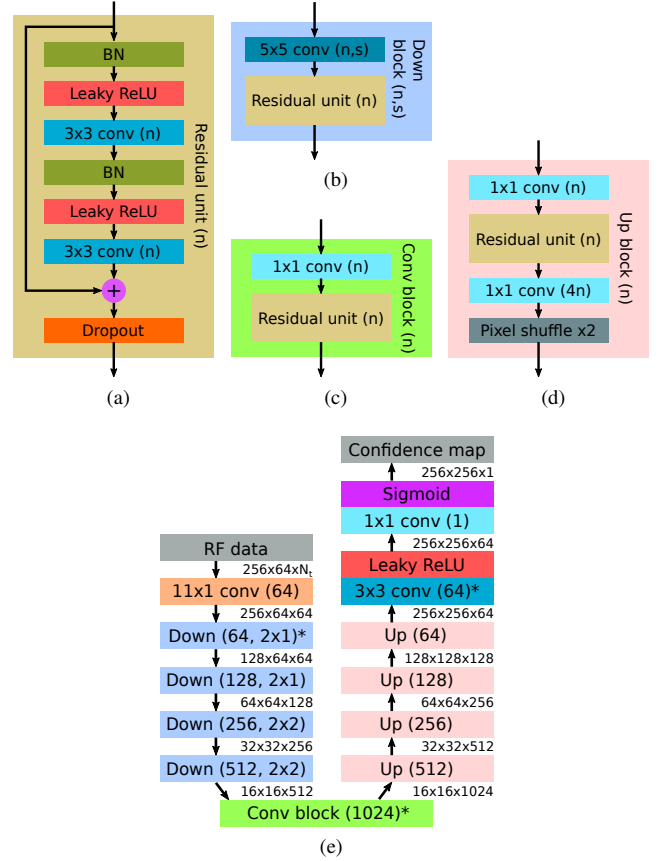 BN
Leaky ReLU
3x3 conv (n)
BN
Leaky ReLU
3x3 conv (n)
+
Dropout
Residual unit (n)
(a)
5x5 conv (n,s)
Residual unit (n)
Down
block (n,s)
(b)
1x1 conv (n)
Residual unit (n)
Conv block (n)
(c)
1x1 conv (n)
Residual unit (n)
1x1 conv (4n)
Pixel shuffle x2
Up block (n)
(d)
RF data
256x64xNt
11x1 conv (64)
256x64x64
Down (64, 2x1)*
128x64x64
Down (128, 2x1)
64x64x128
Down (256, 2x2)
32x32x256
Down (512, 2x2)
16x16x512
Conv block (1024)*
16x16x1024
Up (512)
32x32x512
Up (256)
64x64x256
Up (128)
128x128x128
Up (64)
256x256x64
3x3 conv (64)*
Leaky ReLU
256x256x64
1x1 conv (1)
Sigmoid
256x256x1
Confidence map
(e)